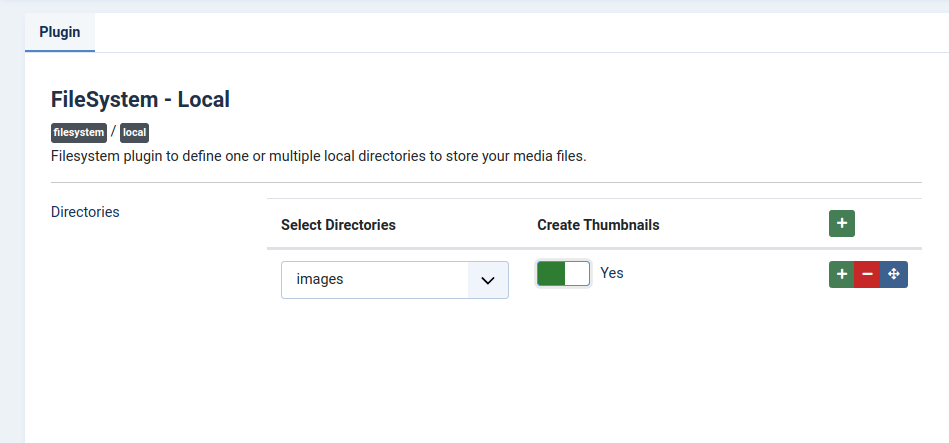 Plugin
FileSystem - Local
filesystem / local
Filesystem plugin to define one or multiple local directories to store your media files.
Directories
Select Directories Create Thumbnails
images Yes